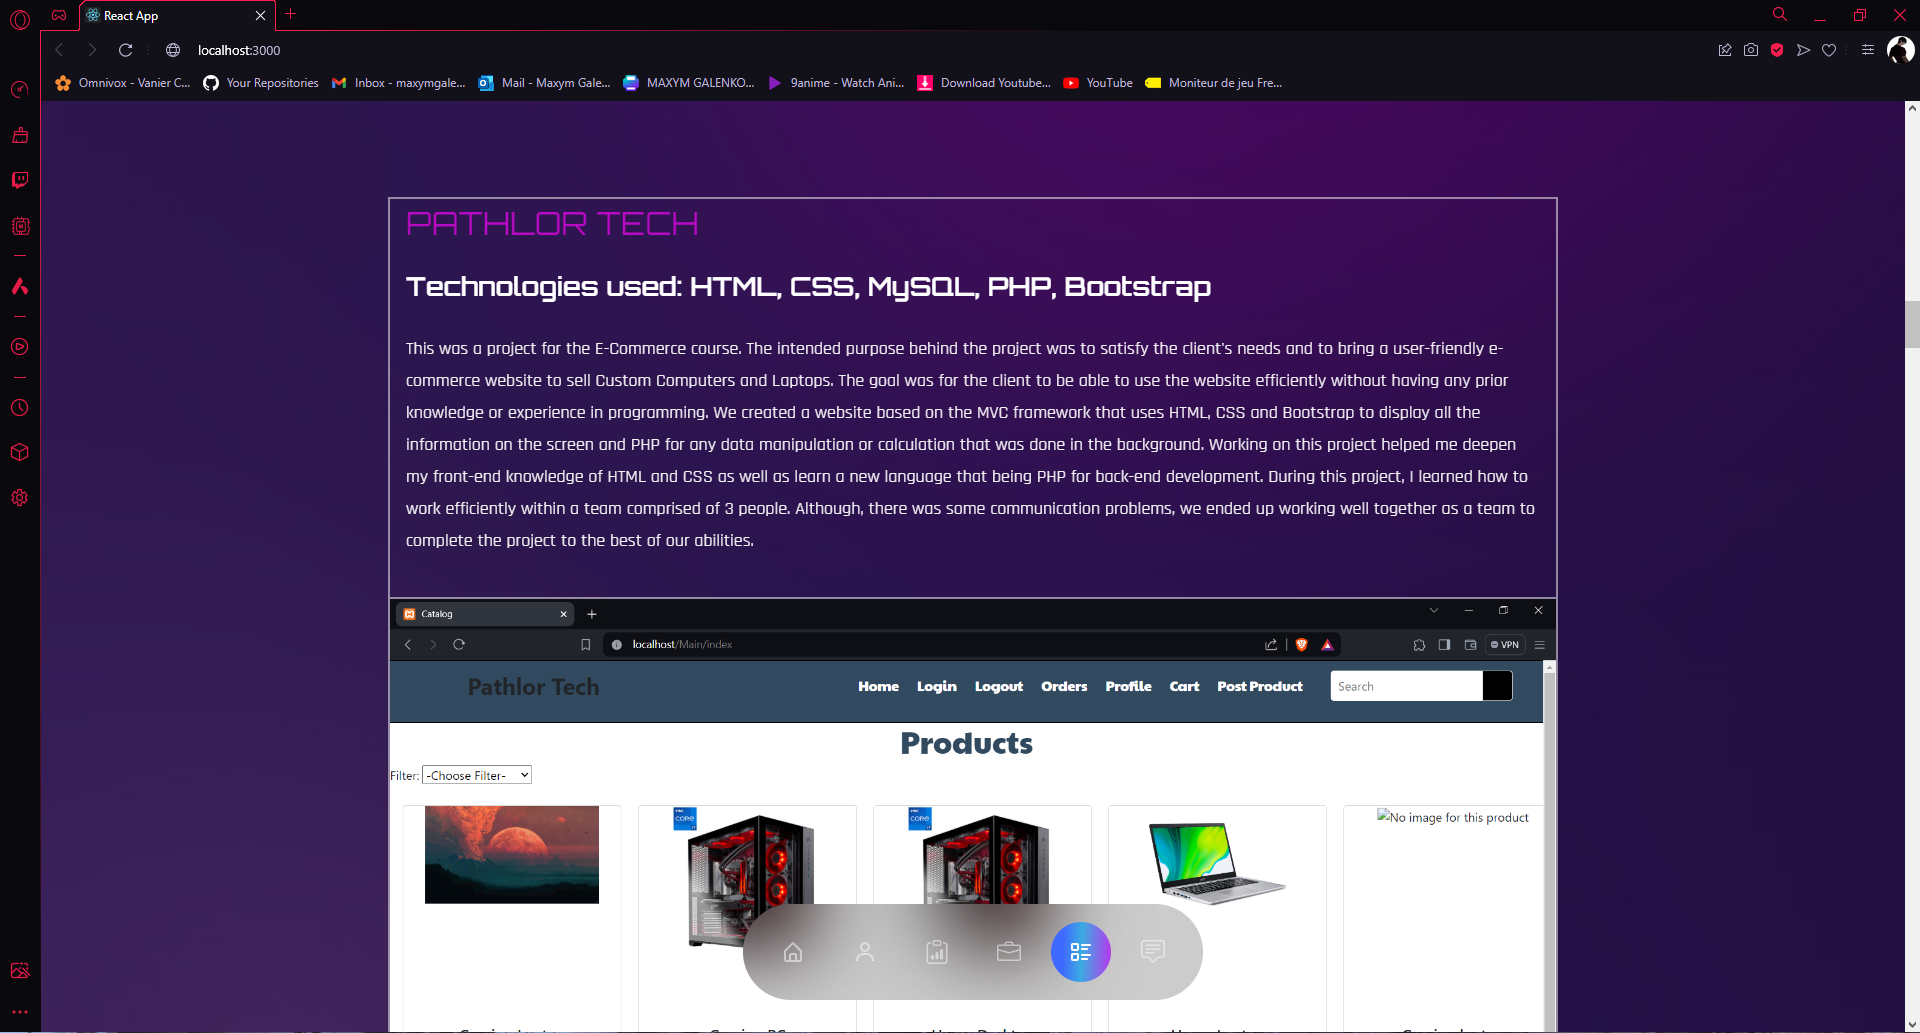 React App
localhost:3000
Omnivox - Vanier C...
Your Repositories
Inbox - maxymgale...
Mail - Maxym Gale...
MAXYM GALENKO...
9anime - Watch Ani...
Download Youtube...
YouTube
Moniteur de jeu Fre...
PATHLOR TECH
Technologies used: HTML, CSS, MySQL, PHP, Bootstrap
This was a project for the E-Commerce course. The intended purpose behind the project was to satisfy the client's needs and to bring a user-friendly e-
commerce website to sell Custom Computers and Laptops. The goal was for the client to be able to use the website efficiently without having any prior
knowledge or experience in programming. We created a website based on the MVC framework that uses HTML, CSS and Bootstrap to display all the
information on the screen and PHP for any data manipulation or calculation that was done in the background. Working on this project helped me deepen
my front-end knowledge of HTML and CSS as well as learn a new language that being PHP for back-end development. During this project, I learned how to
work efficiently within a team comprised of 3 people. Although, there was some communication problems, we ended up working well together as a team to
complete the project to the best of our abilities.
Catalog
localhost/Main/index
VPN
Pathlor Tech
Home
Login
Logout
Orders
Profile
Cart
Post Product
Search
Products
Filter: -Choose Filter-
CORE
CORE
No image for this product